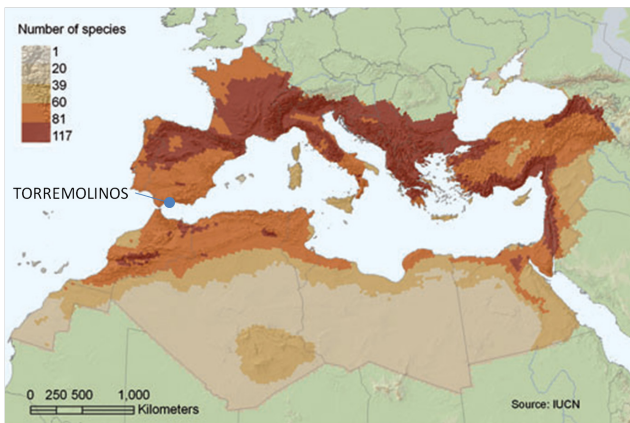 Number of species
1
20
39
60
81
117
TORREMOLINOS
0 250 500 1,000
Kilometers
Source: IUCN